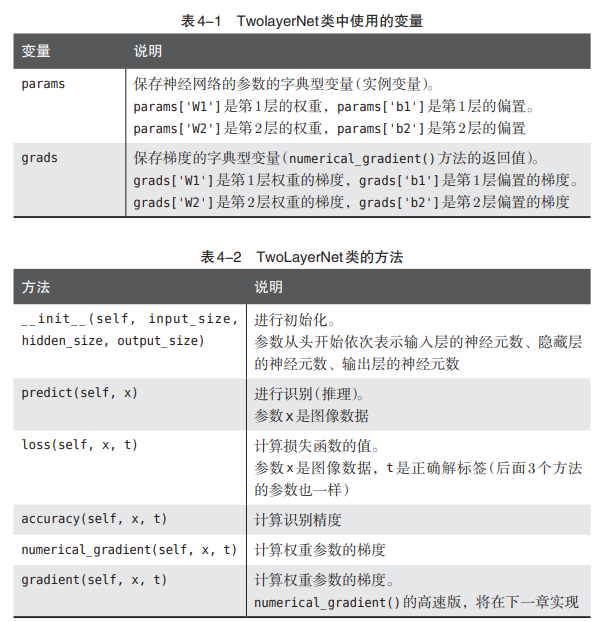 表4-1 TwolayerNet类中使用的变量
变量 说明
params 保存神经网络的参数的字典型变量(实例变量)。
params['W1']是第1层的权重,params['b1']是第1层的偏置。
params['W2']是第2层的权重,params['b2']是第2层的偏置
grads 保存梯度的字典型变量(numerical_gradient()方法的返回值)。
grads['W1']是第1层权重的梯度,grads['b1']是第1层偏置的梯度。
grads['W2']是第2层权重的梯度,grads['b2']是第2层偏置的梯度
表4-2 TwoLayerNet类的方法
方法 说明
__init__(self, input_size, 进行初始化。
hidden_size, output_size) 参数从头开始依次表示输入层的神经元数、隐藏层
的神经元数、输出层的神经元数
predict(self, x) 进行识别(推理)。
参数x是图像数据
loss(self, x, t) 计算损失函数的值。
参数x是图像数据,t是正确解标签(后面3个方法
的参数也一样)
accuracy(self, x, t) 计算识别精度
numerical_gradient(self, x, t) 计算权重参数的梯度
gradient(self, x, t) 计算权重参数的梯度。
numerical_gradient()的高速版,将在下一章实现